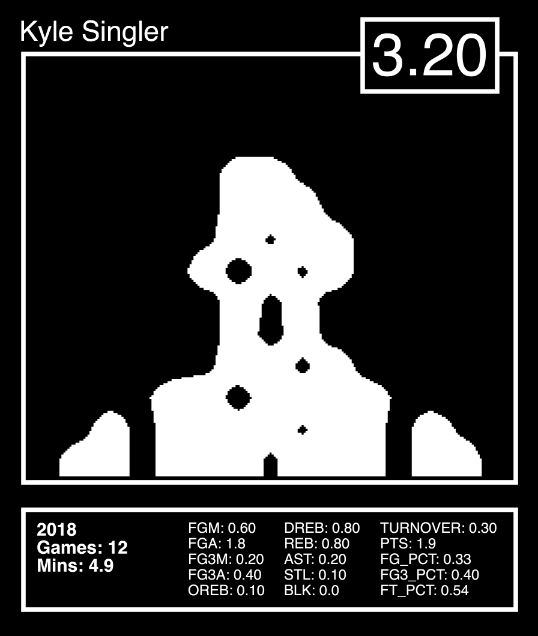 Kyle Singler
3.20
2018
Games: 12
Mins: 4.9
FGM: 0.60
FGA: 1.8
FG3M: 0.20
FG3A: 0.40
OREB: 0.10
DREB: 0.80
REB: 0.80
AST: 0.20
STL: 0.10
BLK: 0.0
TURNOVER: 0.30
PTS: 1.9
FG_PCT: 0.33
FG3_PCT: 0.40
FT_PCT: 0.54